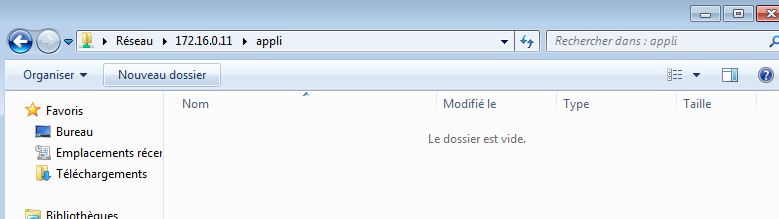 Réseau 172.16.0.11 appli Rechercher dans : appli
Organiser Nouveau dossier
Nom Modifié le Type Taille
Favoris
Bureau
Emplacements récer
Téléchargements
Bibliothèques
Le dossier est vide.